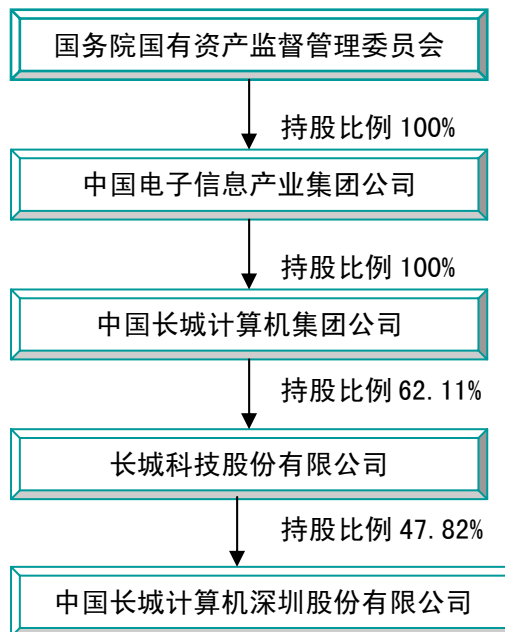 国务院国有资产监督管理委员会
持股比例 100%
中国电子信息产业集团公司
持股比例 100%
中国长城计算机集团公司
持股比例 62.11%
长城科技股份有限公司
持股比例 47.82%
中国长城计算机深圳股份有限公司